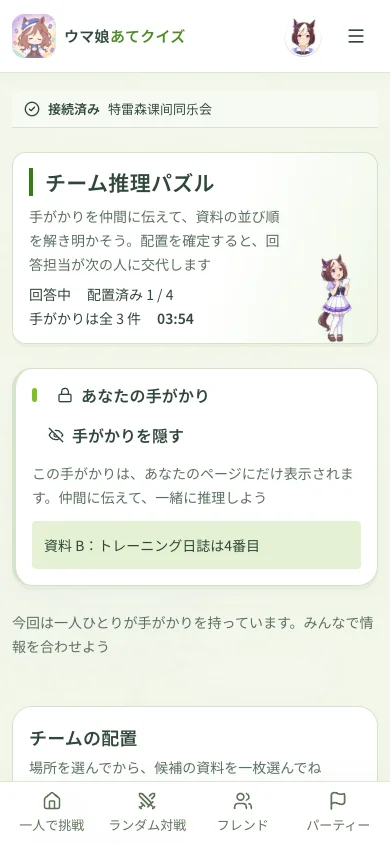 ウマ娘あてクイズ
接続済み 特雷森课间同乐会
チーム推理パズル
手がかりを仲間に伝えて、資料の並び順
を解き明かそう。配置を確定すると、回
答担当が次の人に交代します
回答中 配置済み 1 / 4
手がかりは全 3 件 03:54
あなたの手がかり
手がかりを隠す
この手がかりは、あなたのページにだけ表示されま
す。仲間に伝えて、一緒に推理しよう
資料 B：トレーニング日誌は4番目
今回は一人ひとりが手がかりを持っています。みんなで情
報を合わせよう
チームの配置
場所を選んでから、候補の資料を一枚選んでね
一人で挑戦 ランダム対戦 フレンド パーティー